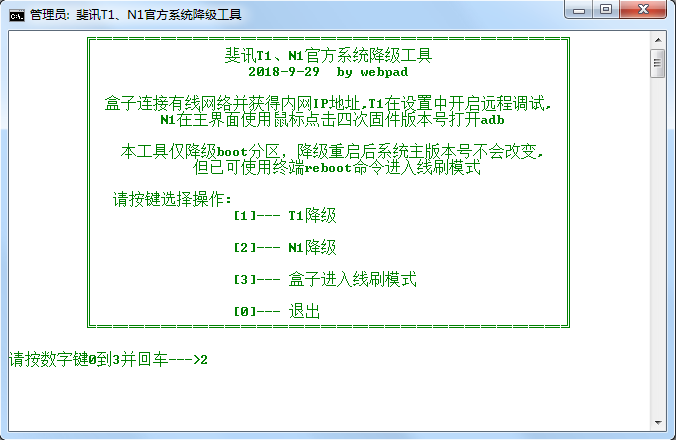 管理员: 斐讯T1、N1官方系统降级工具
斐讯T1、N1官方系统降级工具
2018-9-29 by webpad
盒子连接有线网络并获得内网IP地址,T1在设置中开启远程调试,
N1在主界面使用鼠标点击四次固件版本号打开adb
本工具仅降级boot分区，降级重启后系统主版本号不会改变,
但已可使用终端reboot命令进入线刷模式
请按键选择操作:
[1]--- T1降级
[2]--- N1降级
[3]--- 盒子进入线刷模式
[0]--- 退出
请按数字键0到3并回车--->2